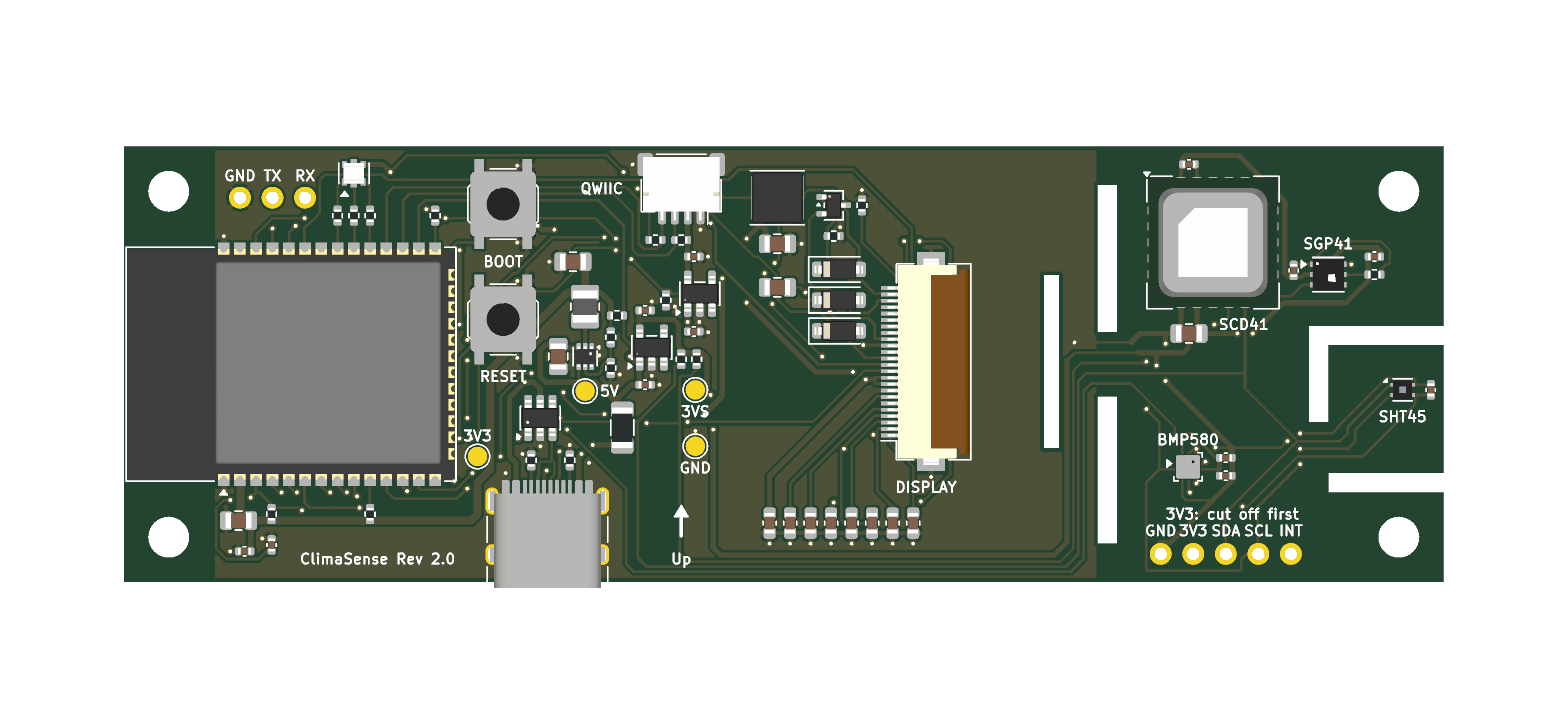 GND TX RX
QWIIC
BOOT
SGP41
SCD41
RESET
5V
3VS
SHT45
3V3
BMP580
GND
DISPLAY
3V3: cut off first
GND 3V3 SDA SCL INT
ClimaSense Rev 2.0
Up